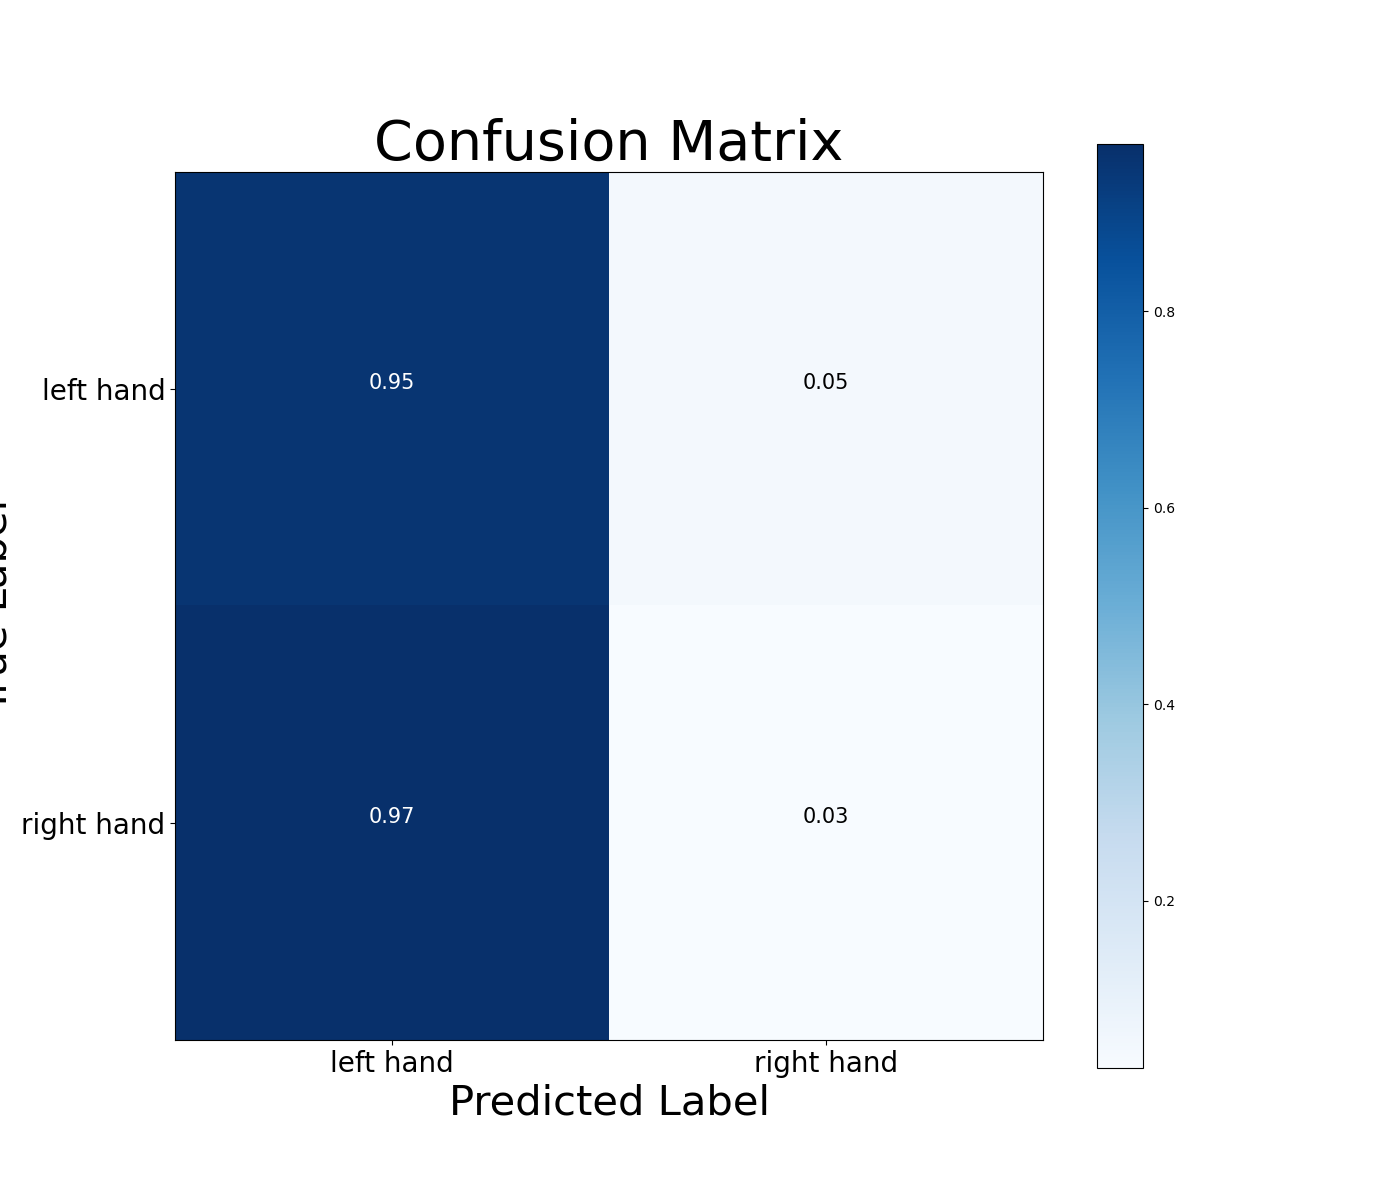 Confusion Matrix
0.95
0.05
0.8
left hand
0.6
0.4
0.97
0.03
right hand
0.2
left hand
right hand
Predicted Label